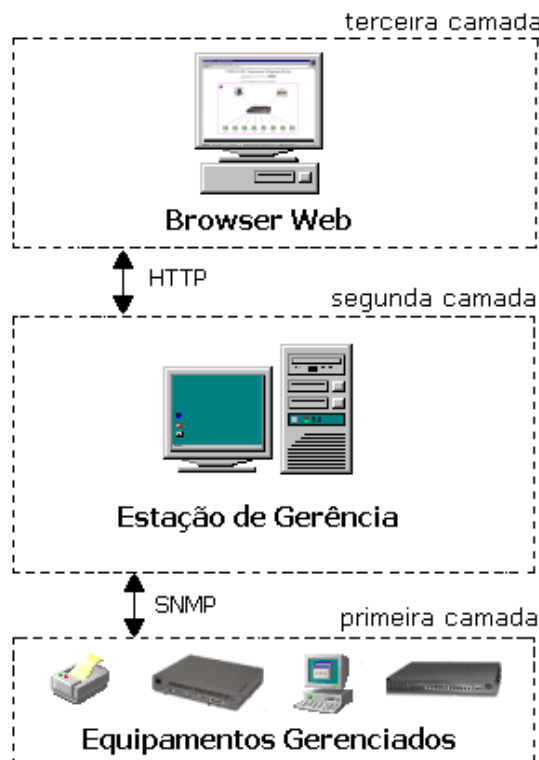 terceira camada
Browser Web
HTTP
segunda camada
Estação de Gerência
SNMP
primeira camada
Equipamentos Gerenciados